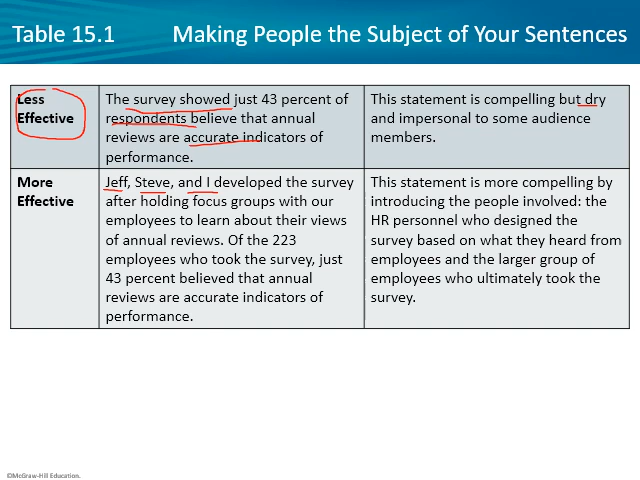 Table 15.1 Making People the Subject of Your Sentences
Less
Effective
The survey showed just 43 percent of
respondents believe that annual
reviews are accurate indicators of
performance.
This statement is compelling but dry
and impersonal to some audience
members.
More
Effective
Jeff, Steve, and I developed the survey
after holding focus groups with our
employees to learn about their views
of annual reviews. Of the 223
employees who took the survey, just
43 percent believed that annual
reviews are accurate indicators of
performance.
This statement is more compelling by
introducing the people involved: the
HR personnel who designed the
survey based on what they heard from
employees and the larger group of
employees who ultimately took the
survey.
©McGraw-Hill Education.